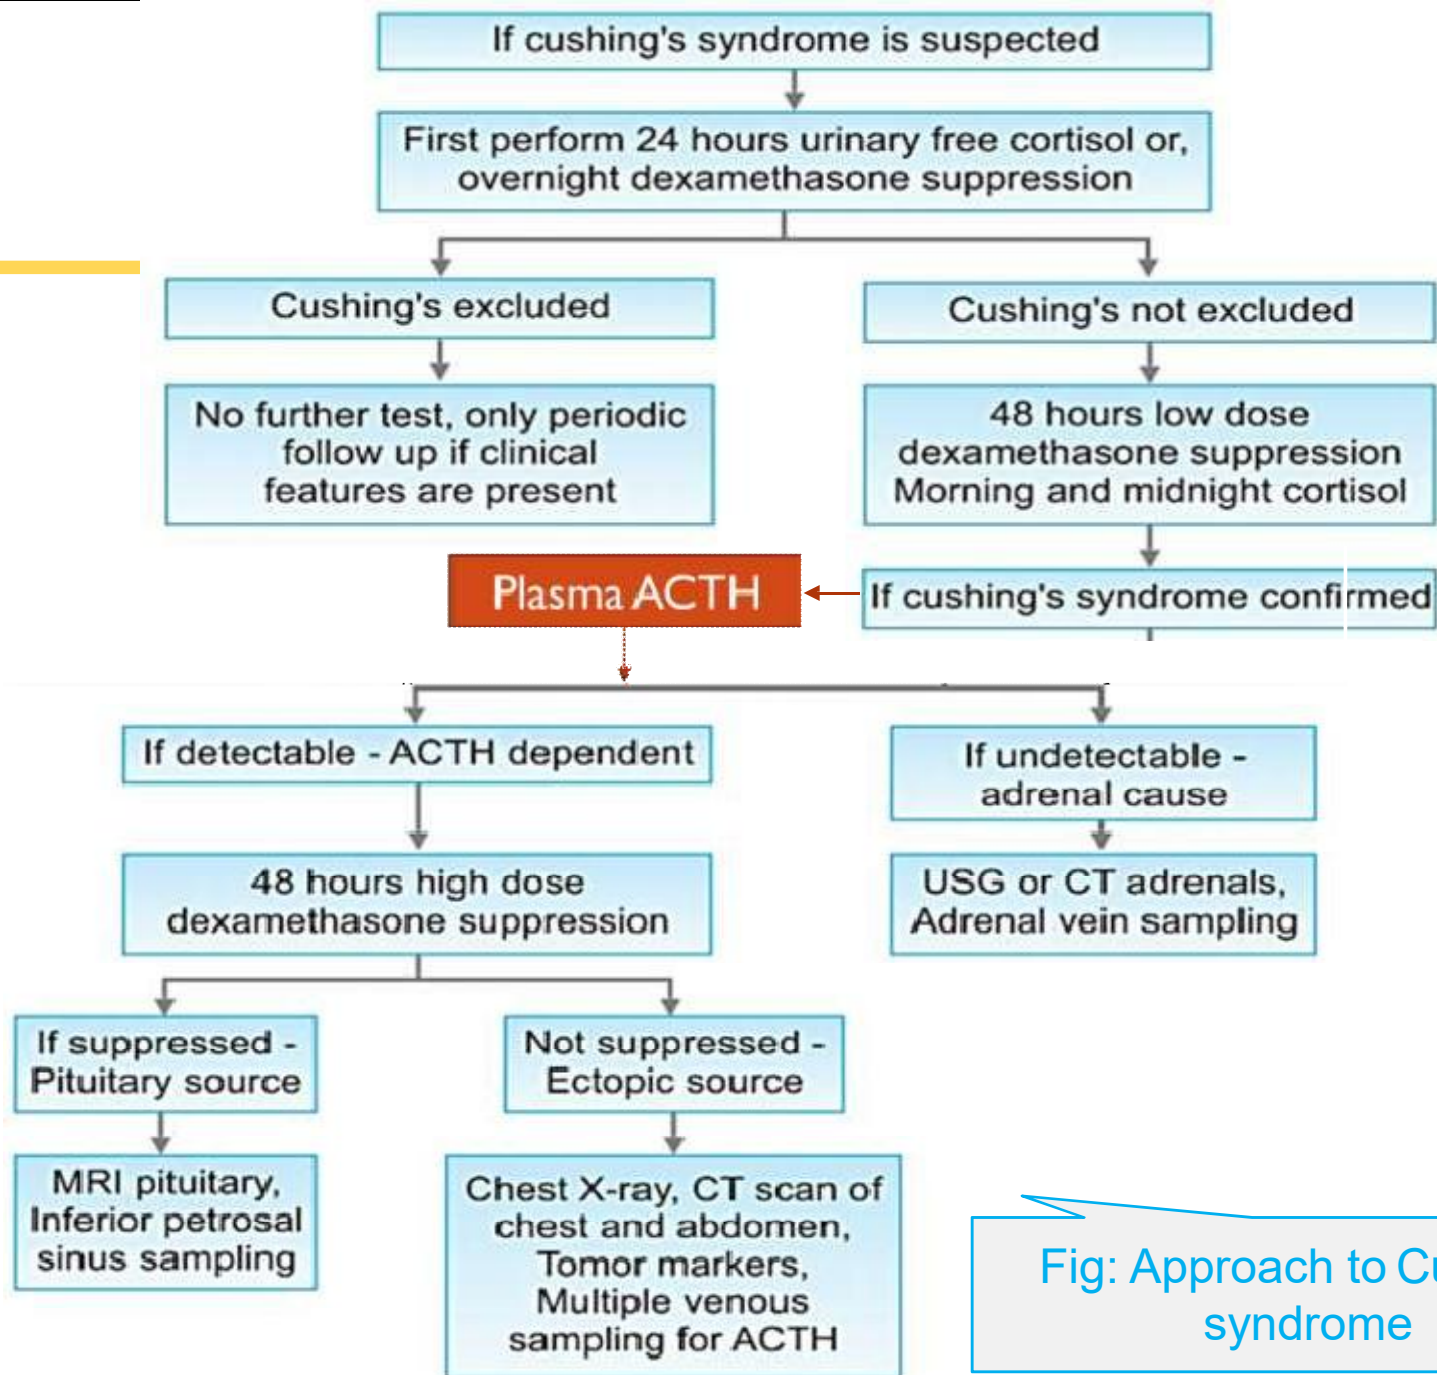 If cushing's syndrome is suspected
First perform 24 hours urinary free cortisol or,
overnight dexamethasone suppression
Cushing's excluded
Cushing's not excluded
No further test, only periodic
follow up if clinical
features are present
48 hours low dose
dexamethasone suppression
Morning and midnight cortisol
Plasma ACTH
If cushing's syndrome confirmed
If detectable - ACTH dependent
If undetectable -
adrenal cause
48 hours high dose
dexamethasone suppression
USG or CT adrenals,
Adrenal vein sampling
If suppressed -
Pituitary source
Not suppressed -
Ectopic source
MRI pituitary,
Inferior petrosal
sinus sampling
Chest X-ray, CT scan of
chest and abdomen,
Tomor markers,
Multiple venous
sampling for ACTH
Fig: Approach to
syndrome